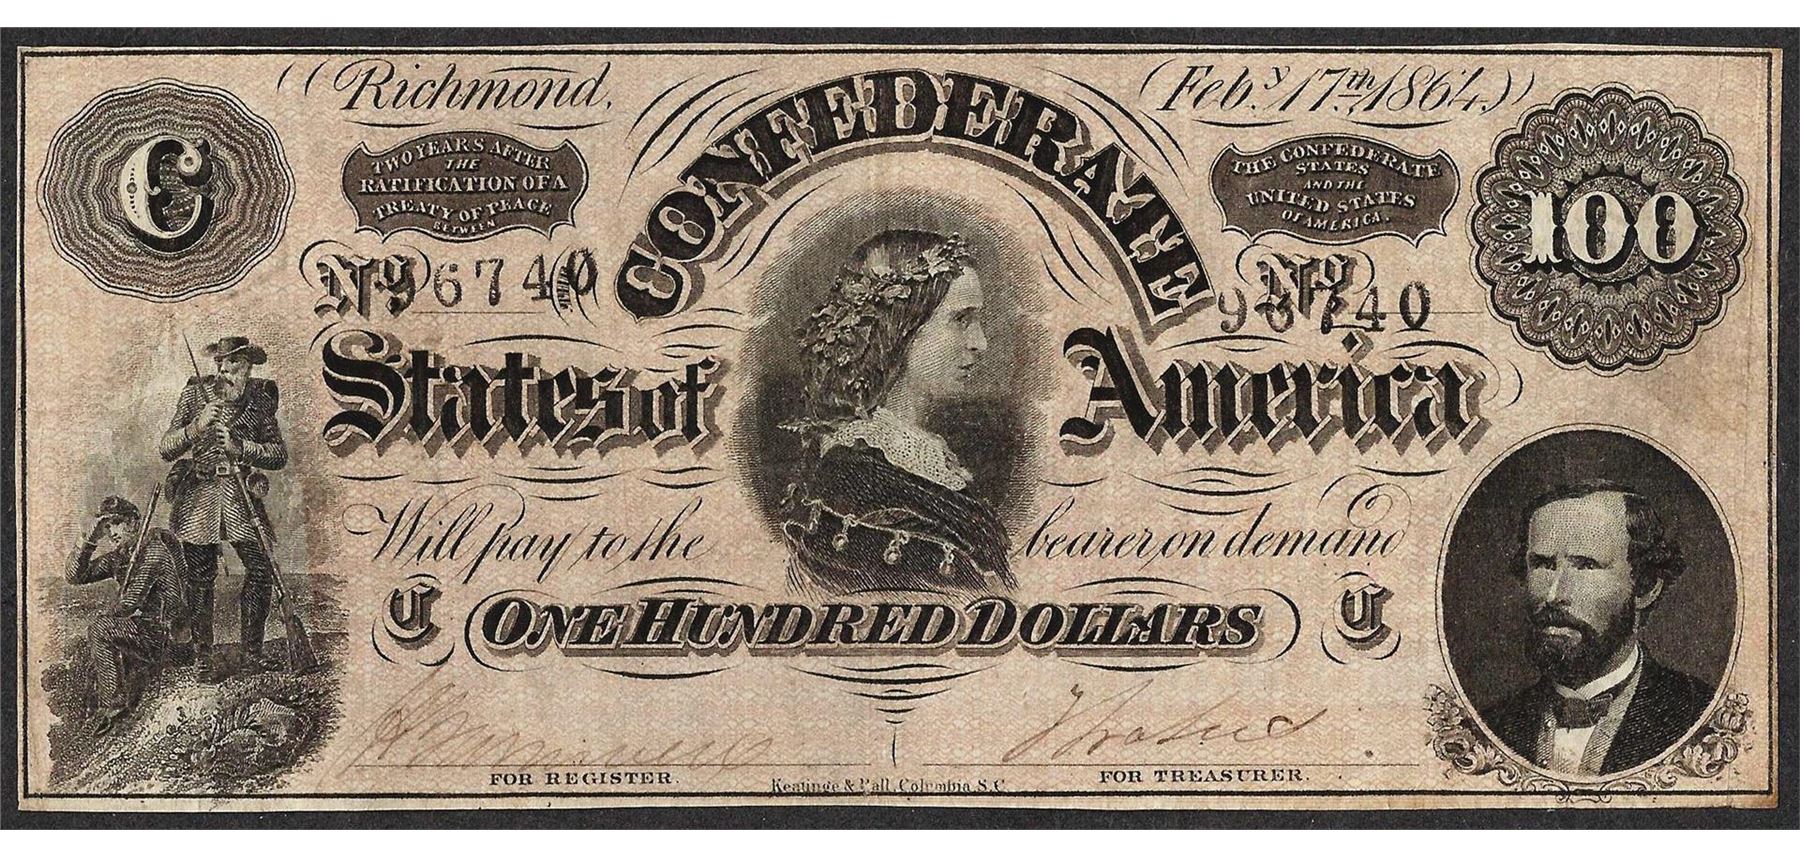 Richmond, Feb.y 17th 1864.
C
TWO YEARS AFTER
THE
RATIFICATION OF A
TREATY OF PEACE
BETWEEN
THE CONFEDERATE
STATES
AND THE
UNITED STATES
OF AMERICA.
100
No 96740
No 96740
CONFEDERATE
States of America
Will pay to the bearer on demand
C ONE HUNDRED DOLLARS C
FOR REGISTER.
FOR TREASURER.
Keatinge & Ball, Columbia, S.C.